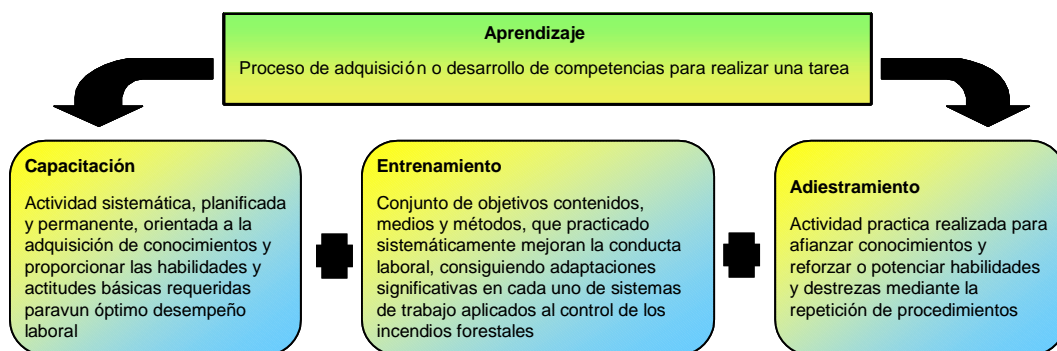 Aprendizaje
Proceso de adquisición o desarrollo de competencias para realizar una tarea
Capacitación
Actividad sistemática, planificada
y permanente, orientada a la
adquisición de conocimientos y
proporcionar las habilidades y
actitudes básicas requeridas
paravun óptimo desempeño
laboral
Entrenamiento
Conjunto de objetivos contenidos,
medios y métodos, que practicado
sistemáticamente mejoran la conducta
laboral, consiguiendo adaptaciones
significativas en cada uno de sistemas
de trabajo aplicados al control de los
incendios forestales
Adiestramiento
Actividad practica realizada para
afianzar conocimientos y
reforzar o potenciar habilidades
y destrezas mediante la
repetición de procedimientos